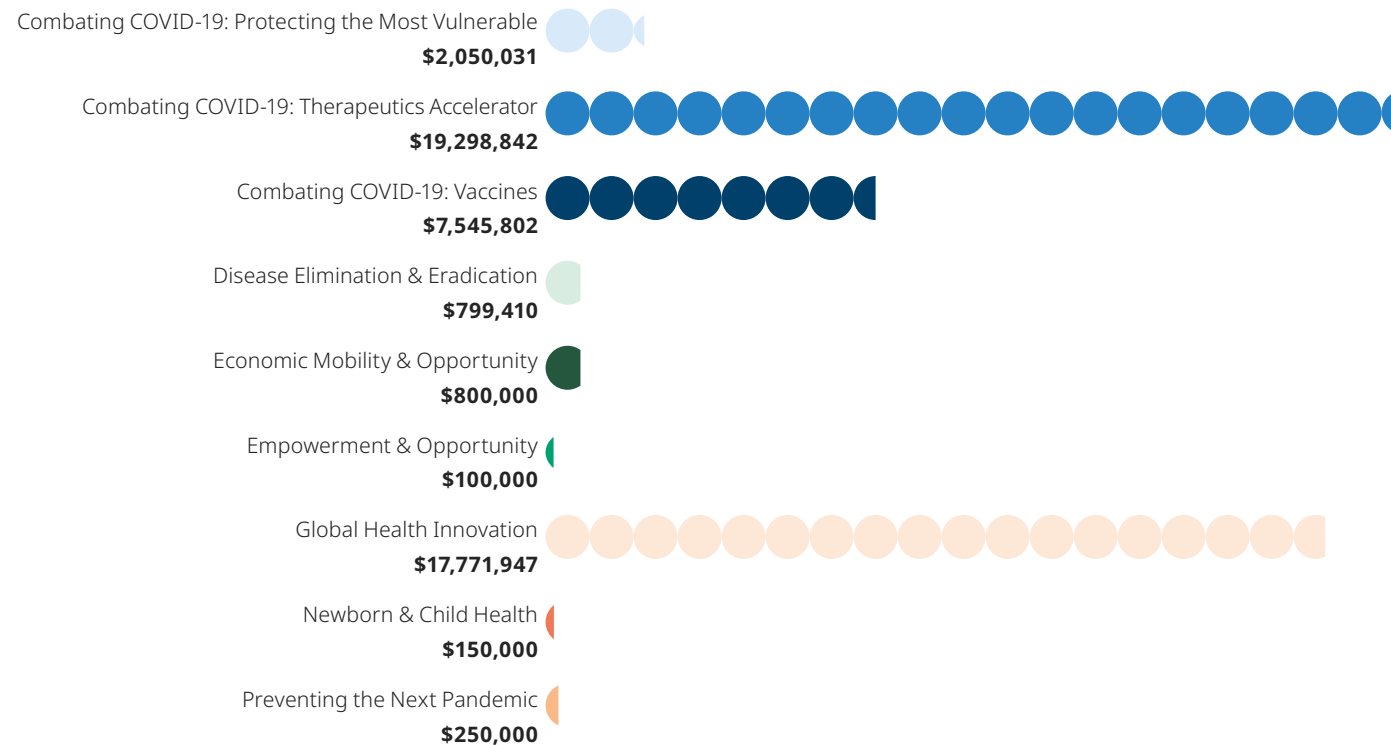 Combating COVID-19: Protecting the Most Vulnerable
$2,050,031
Combating COVID-19: Therapeutics Accelerator
$19,298,842
Combating COVID-19: Vaccines
$7,545,802
Disease Elimination & Eradication
$799,410
Economic Mobility & Opportunity
$800,000
Empowerment & Opportunity
$100,000
Global Health Innovation
$17,771,947
Newborn & Child Health
$150,000
Preventing the Next Pandemic
$250,000